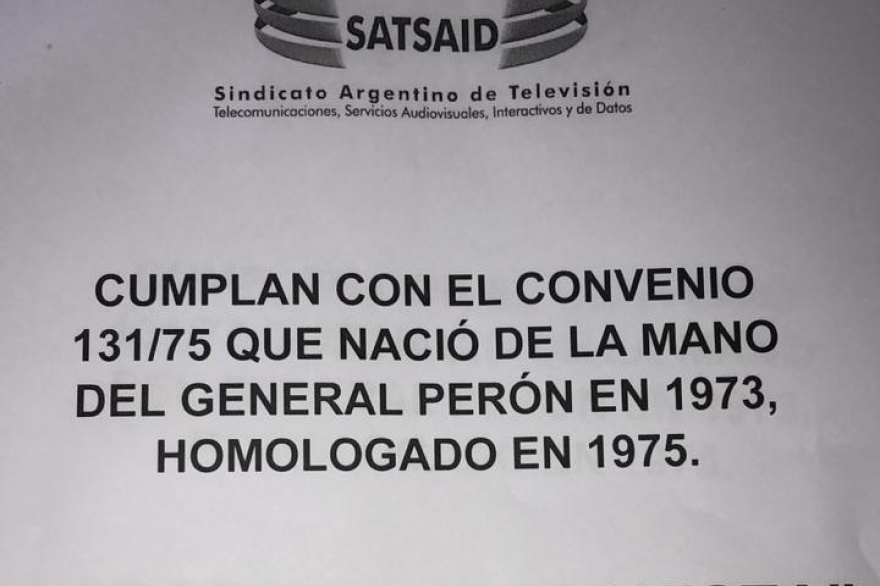 SATSAID
Sindicato Argentino de Televisión
Telecomunicaciones, Servicios Audiovisuales, Interactivos y de Datos
CUMPLAN CON EL CONVENIO
131/75 QUE NACIÓ DE LA MANO
DEL GENERAL PERÓN EN 1973,
HOMOLOGADO EN 1975.